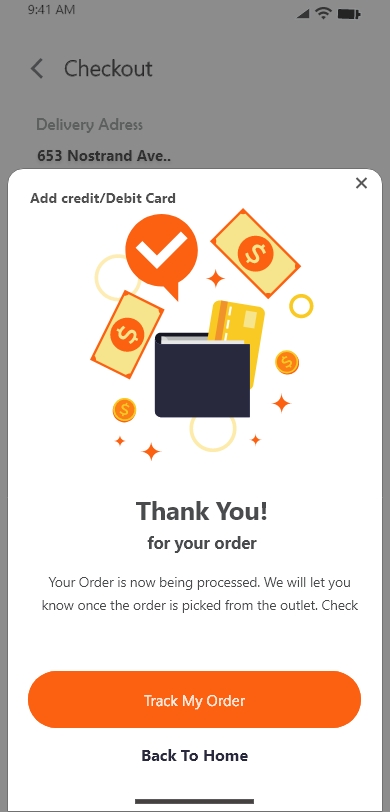 9:41 AM
Checkout
Delivery Adress
653 Nostrand Ave..
Add credit/Debit Card
$
$
$
$
Thank You!
for your order
Your Order is now being processed. We will let you
know once the order is picked from the outlet. Check
Track My Order
Back To Home